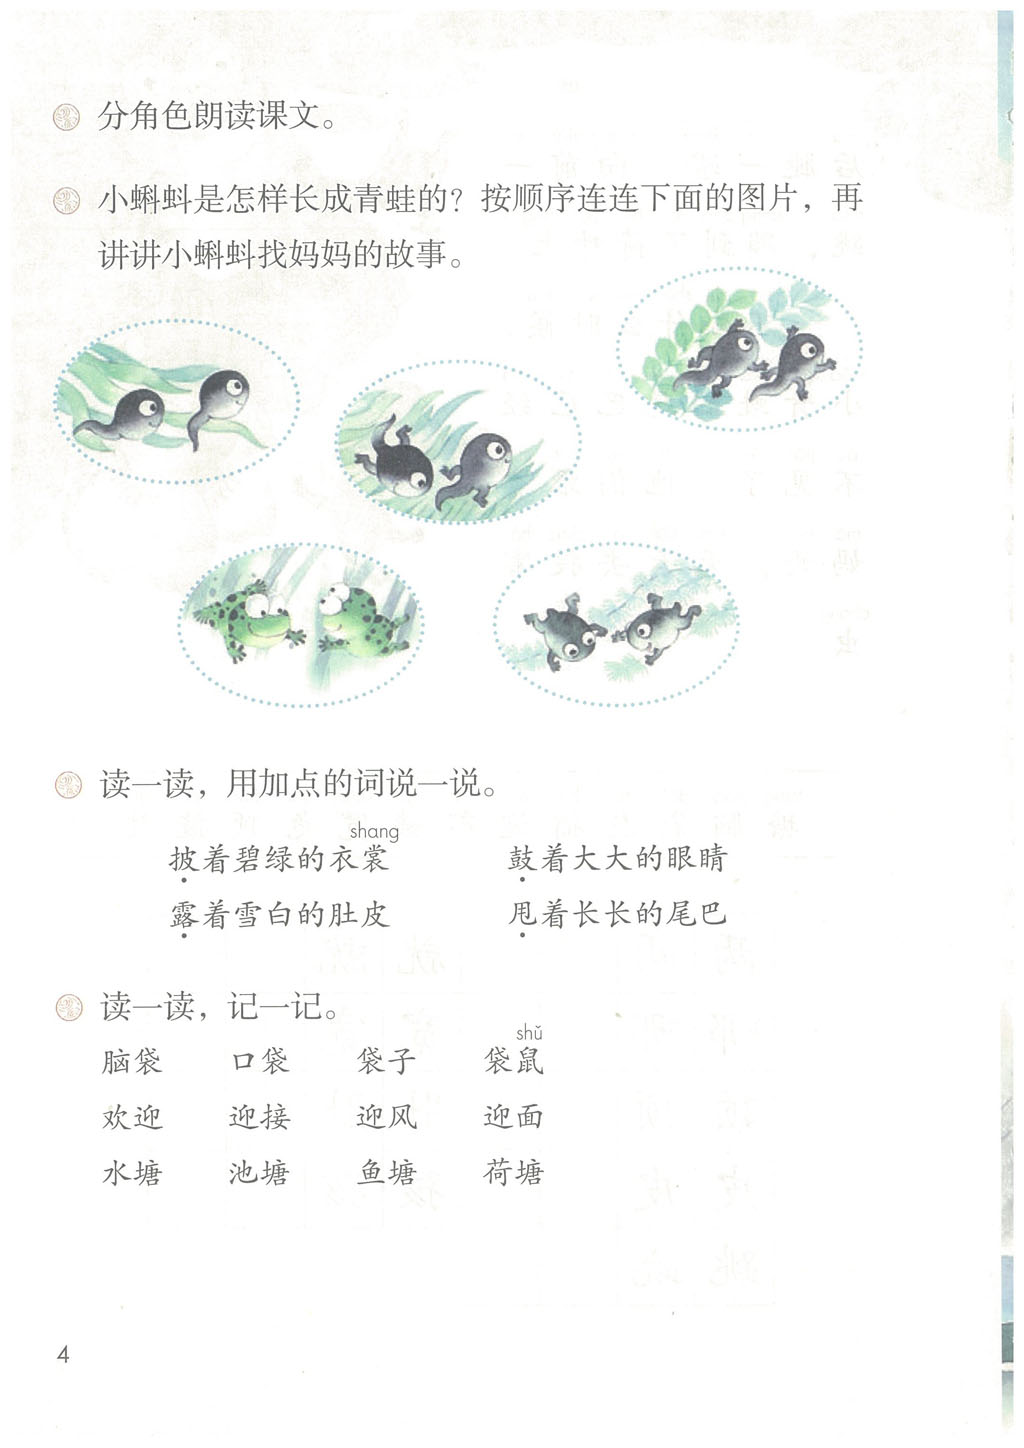 分角色朗读课文。
小蝌蚪是怎样长成青蛙的？按顺序连连下面的图片，再
讲讲小蝌蚪找妈妈的故事。
读一读，用加点的词说一说。
shang
披着碧绿的衣裳 鼓着大大的眼睛
露着雪白的肚皮 甩着长长的尾巴
读一读，记一记。
shǔ
脑袋 口袋 袋子 袋鼠
欢迎 迎接 迎风 迎面
水塘 池塘 鱼塘 荷塘
4